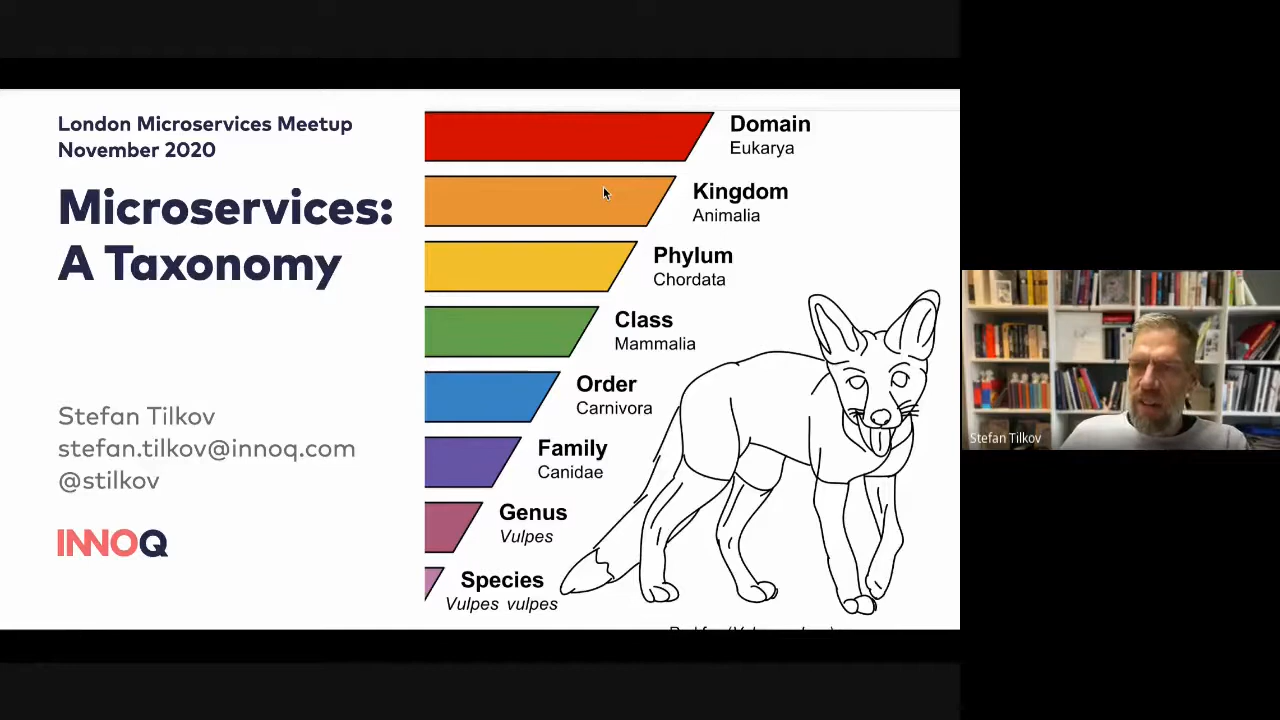 London Microservices Meetup
November 2020
Microservices:
A Taxonomy
Stefan Tilkov
stefan.tilkov@innoq.com
@stilkov
INNOQ
Domain
Eukarya
Kingdom
Animalia
Phylum
Chordata
Class
Mammalia
Order
Carnivora
Family
Canidae
Genus
Vulpes
Species
Vulpes vulpes
Stefan Tilkov